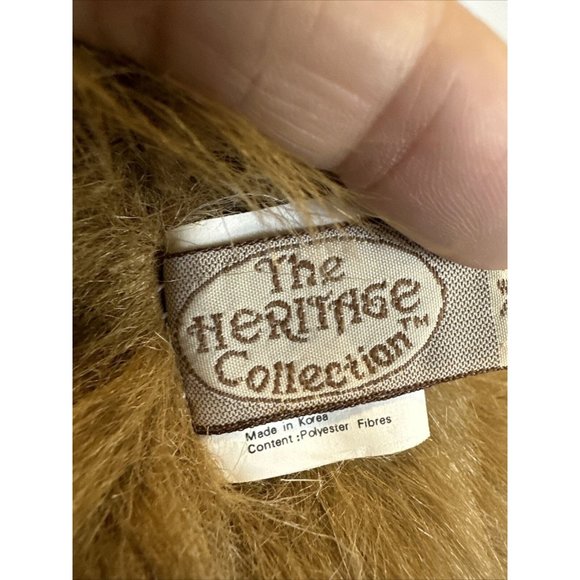 The
HERITAGE
Collection™
Made in Korea
Content :Polyester Fibres